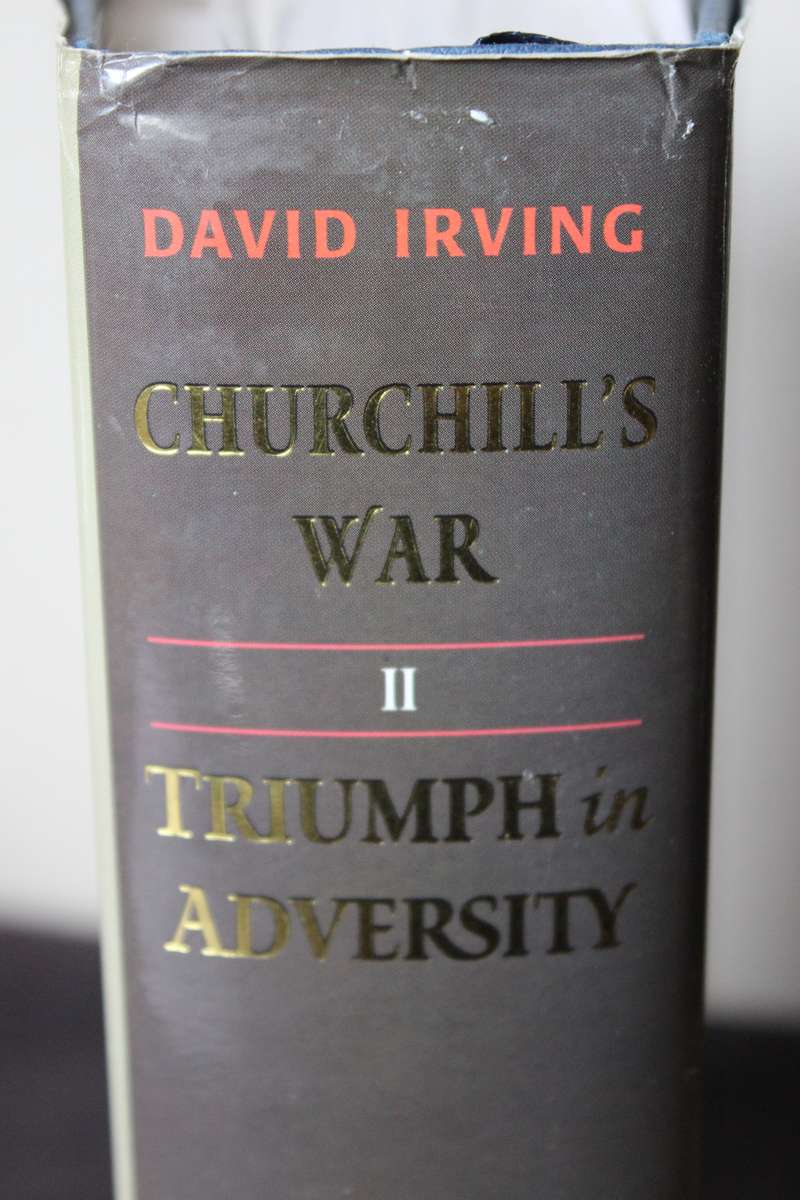 DAVID IRVING
CHURCHILL'S
WAR
II
TRIUMPH in
ADVERSITY